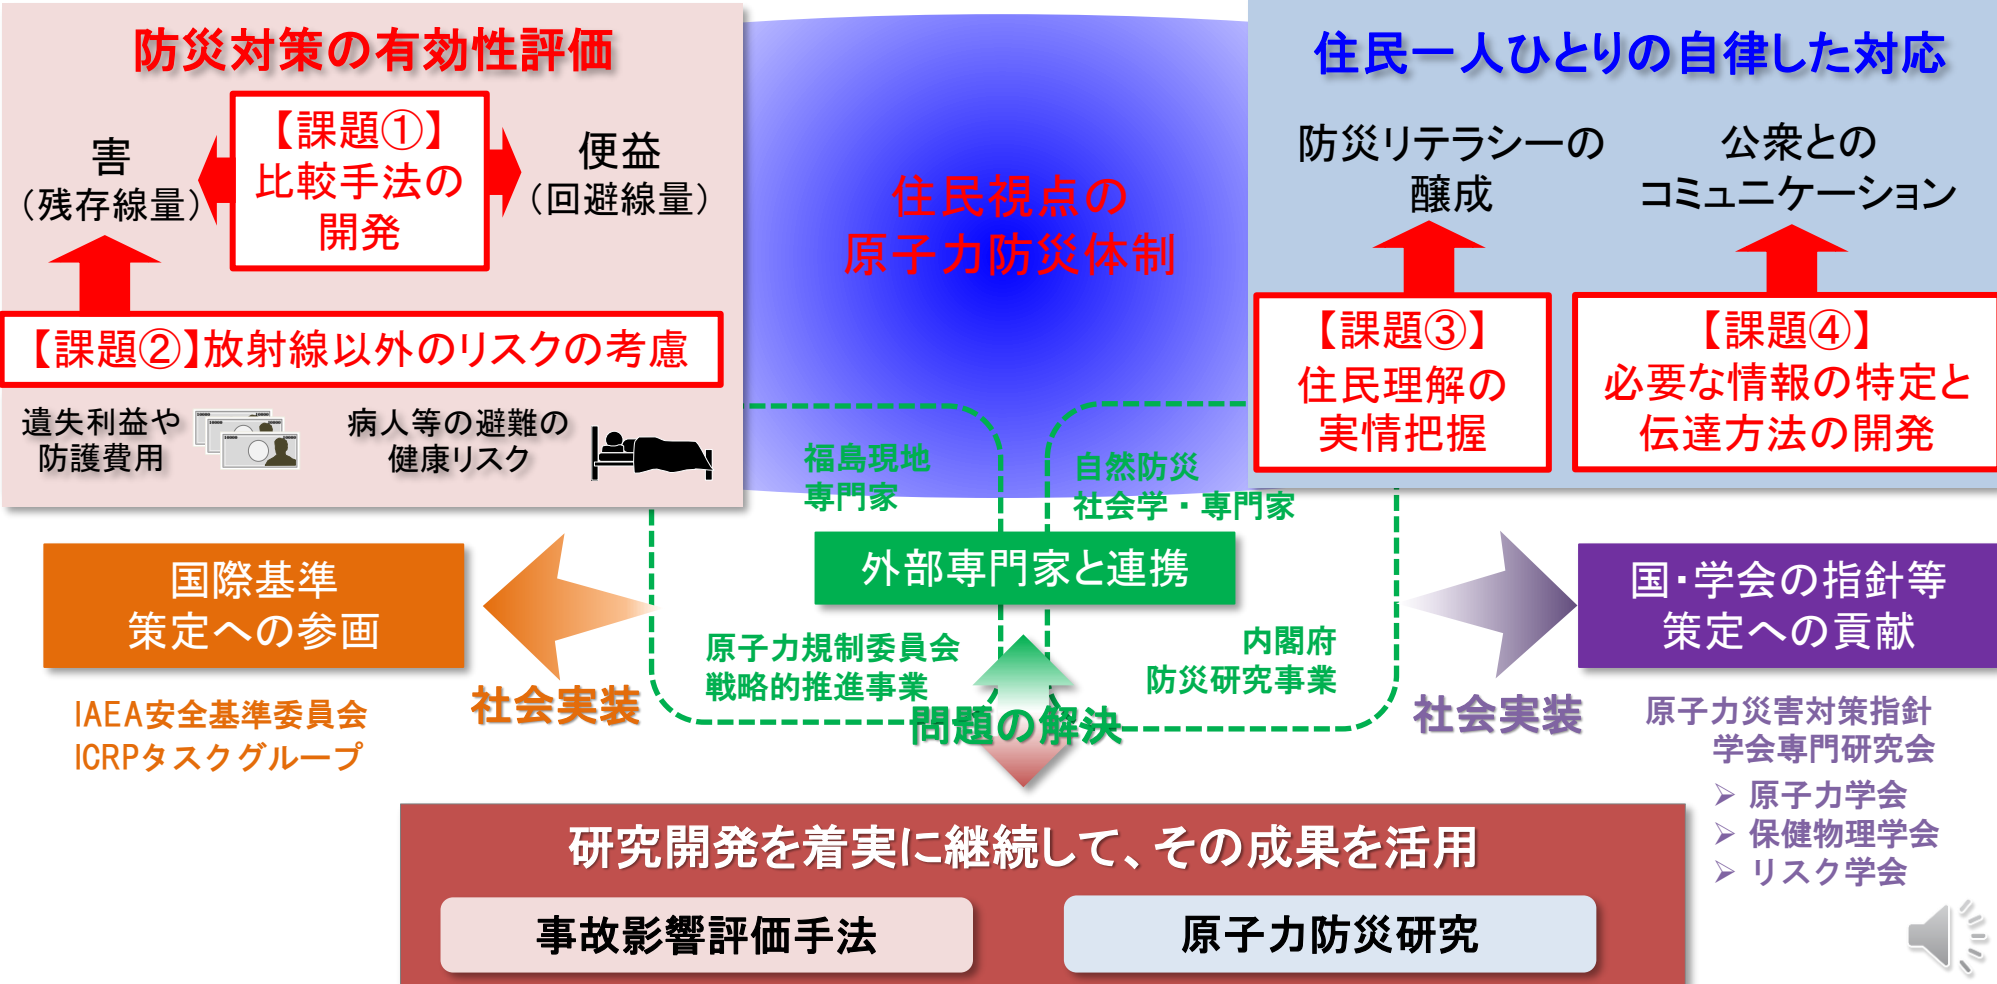 防災対策の有効性評価
害
（残存線量）
【課題①】
比較手法の
開発
便益
（回避線量）
【課題②】放射線以外のリスクの考慮
遺失利益や
防護費用
病人等の避難の
健康リスク
住民視点の
原子力防災体制
住民一人ひとりの自律した対応
防災リテラシーの
醸成
公衆との
コミュニケーション
【課題③】
住民理解の
実情把握
【課題④】
必要な情報の特定と
伝達方法の開発
福島現地
専門家
自然防災
社会学・専門家
外部専門家と連携
原子力規制委員会
戦略的推進事業
内閣府
防災研究事業
問題の解決
国際基準
策定への参画
社会実装
IAEA安全基準委員会
ICRPタスクグループ
国・学会の指針等
策定への貢献
社会実装
原子力災害対策指針
学会専門研究会
➢ 原子力学会
➢ 保健物理学会
➢ リスク学会
研究開発を着実に継続して、その成果を活用
事故影響評価手法
原子力防災研究